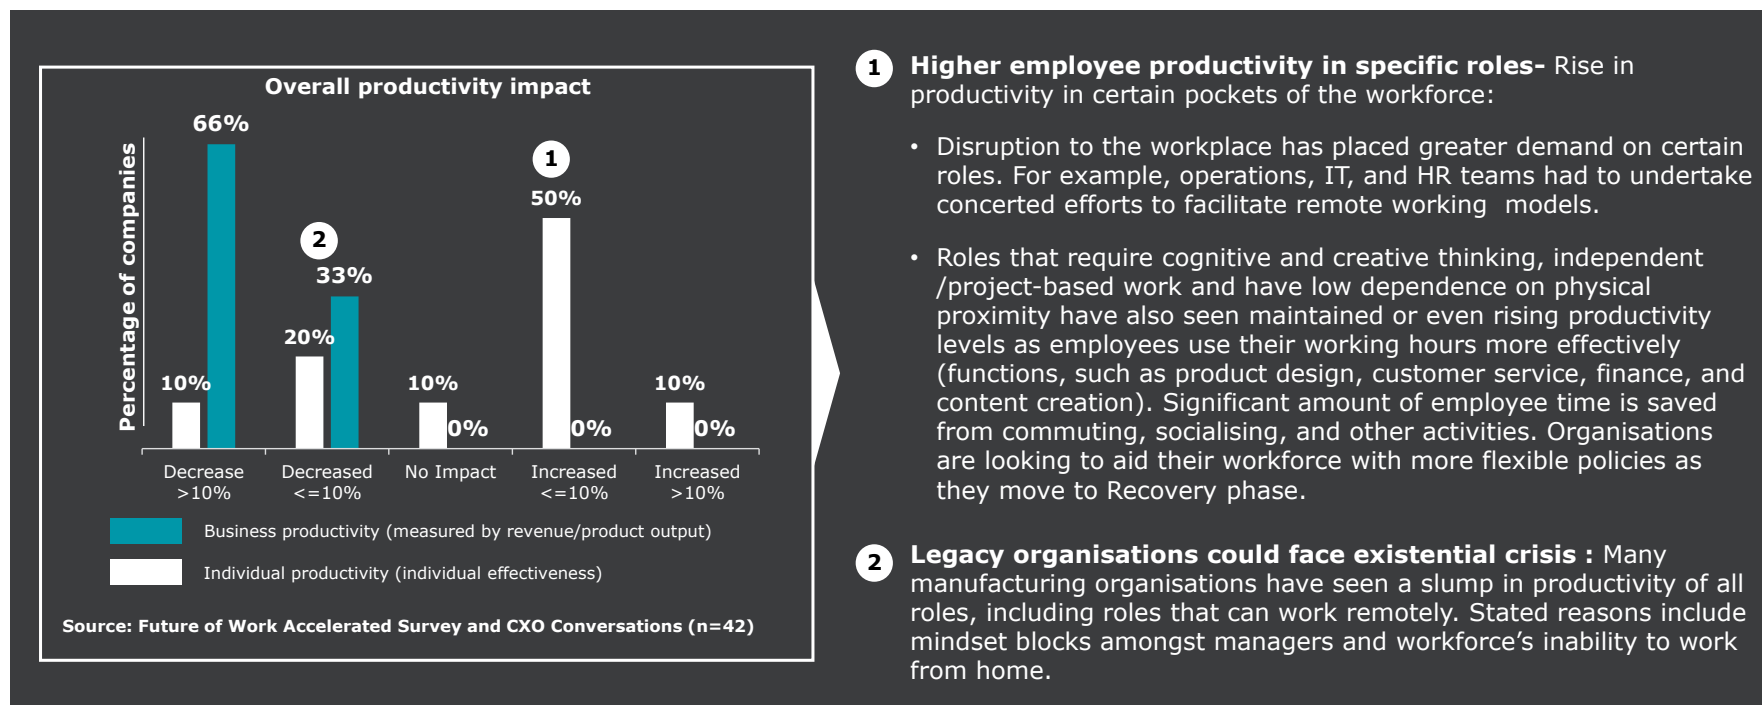 Overall productivity impact
Percentage of companies
66%
1
50%
2
33%
20%
10%
10%
0%
0%
10%
0%
Decrease >10%
Decreased <=10%
No Impact
Increased <=10%
Increased >10%
Business productivity (measured by revenue/product output)
Individual productivity (individual effectiveness)
Source: Future of Work Accelerated Survey and CXO Conversations (n=42)
1 Higher employee productivity in specific roles- Rise in
productivity in certain pockets of the workforce:
• Disruption to the workplace has placed greater demand on certain
roles. For example, operations, IT, and HR teams had to undertake
concerted efforts to facilitate remote working models.
• Roles that require cognitive and creative thinking, independent
/project-based work and have low dependence on physical
proximity have also seen maintained or even rising productivity
levels as employees use their working hours more effectively
(functions, such as product design, customer service, finance, and
content creation). Significant amount of employee time is saved
from commuting, socialising, and other activities. Organisations
are looking to aid their workforce with more flexible policies as
they move to Recovery phase.
2 Legacy organisations could face existential crisis : Many
manufacturing organisations have seen a slump in productivity of all
roles, including roles that can work remotely. Stated reasons include
mindset blocks amongst managers and workforce's inability to work
from home.